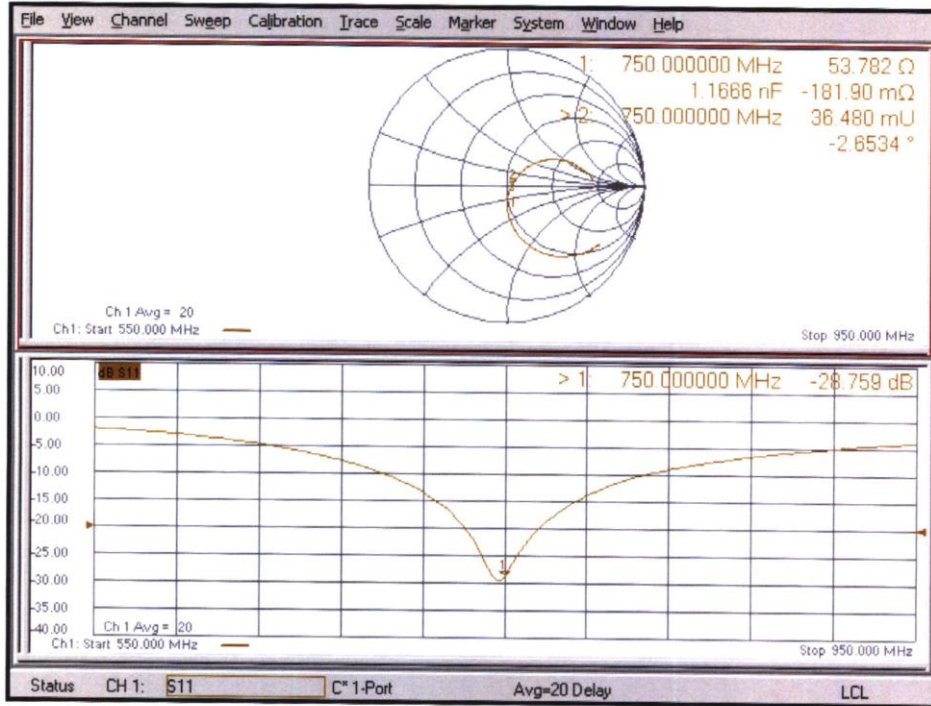 File View Channel Sweep Calibration Trace Scale Marker System Window Help
1: 750.000000 MHz 53.782 Ω
1.1666 nF -181.90 mΩ
> 2: 750.000000 MHz 36.480 mU
-2.6534 °
Ch 1 Avg = 20
Ch1: Start 550.000 MHz
Stop 950.000 MHz
10.00
dB S11
> 1: 750.000000 MHz -28.759 dB
5.00
0.00
-5.00
-10.00
-15.00
-20.00
-25.00
1
-30.00
-35.00
-40.00
Ch 1 Avg = 20
Ch1: Start 550.000 MHz
Stop 950.000 MHz
Status CH 1: S11 C* 1-Port Avg=20 Delay LCL